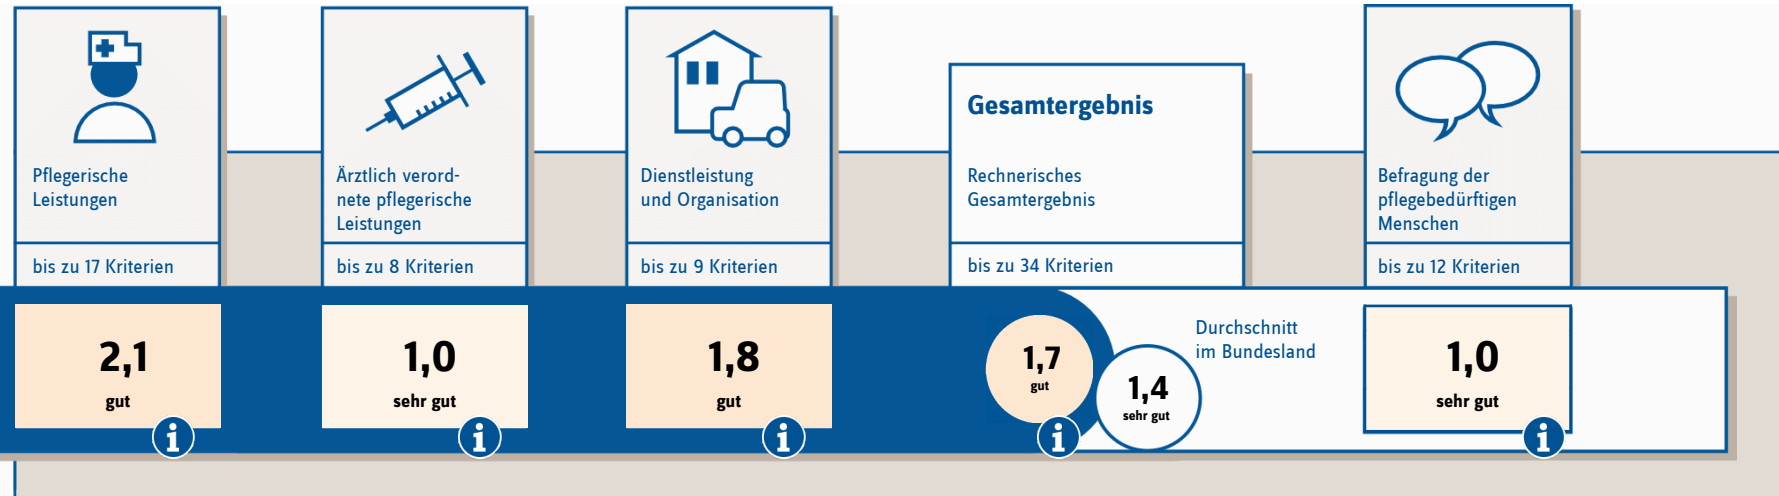 Pflegerische
Leistungen
bis zu 17 Kriterien
2,1
gut
i
Ärztlich verord-
nete pflegerische
Leistungen
bis zu 8 Kriterien
1,0
sehr gut
i
Dienstleistung
und Organisation
bis zu 9 Kriterien
1,8
gut
i
Gesamtergebnis
Rechnerisches
Gesamtergebnis
bis zu 34 Kriterien
1,7
gut
i
Durchschnitt
im Bundesland
1,4
sehr gut
Befragung der
pflegebedürftigen
Menschen
bis zu 12 Kriterien
1,0
sehr gut
i